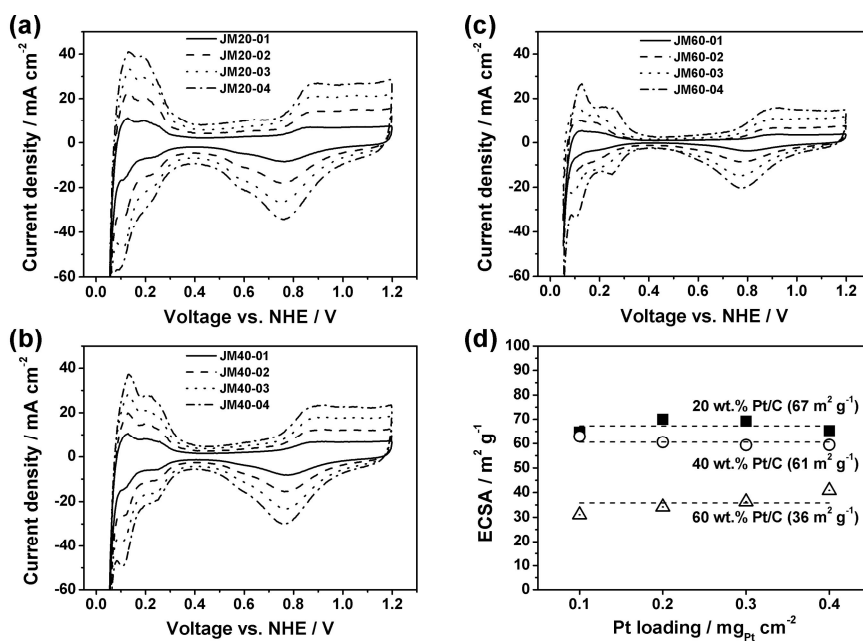 (a)
JM20-01
JM20-02
JM20-03
JM20-04
Current density / mA cm⁻²
40
20
0
-20
-40
-60
0.0 0.2 0.4 0.6 0.8 1.0 1.2
Voltage vs. NHE / V
(b)
JM40-01
JM40-02
JM40-03
JM40-04
Current density / mA cm⁻²
40
20
0
-20
-40
-60
0.0 0.2 0.4 0.6 0.8 1.0 1.2
Voltage vs. NHE / V
(c)
JM60-01
JM60-02
JM60-03
JM60-04
Current density / mA cm⁻²
40
20
0
-20
-40
-60
0.0 0.2 0.4 0.6 0.8 1.0 1.2
Voltage vs. NHE / V
(d)
ECSA / m² g⁻¹
100
90
80
70
60
50
40
30
20
10
0
20 wt.% Pt/C (67 m² g⁻¹)
40 wt.% Pt/C (61 m² g⁻¹)
60 wt.% Pt/C (36 m² g⁻¹)
0.1 0.2 0.3 0.4
Pt loading / mg_Pt cm⁻²